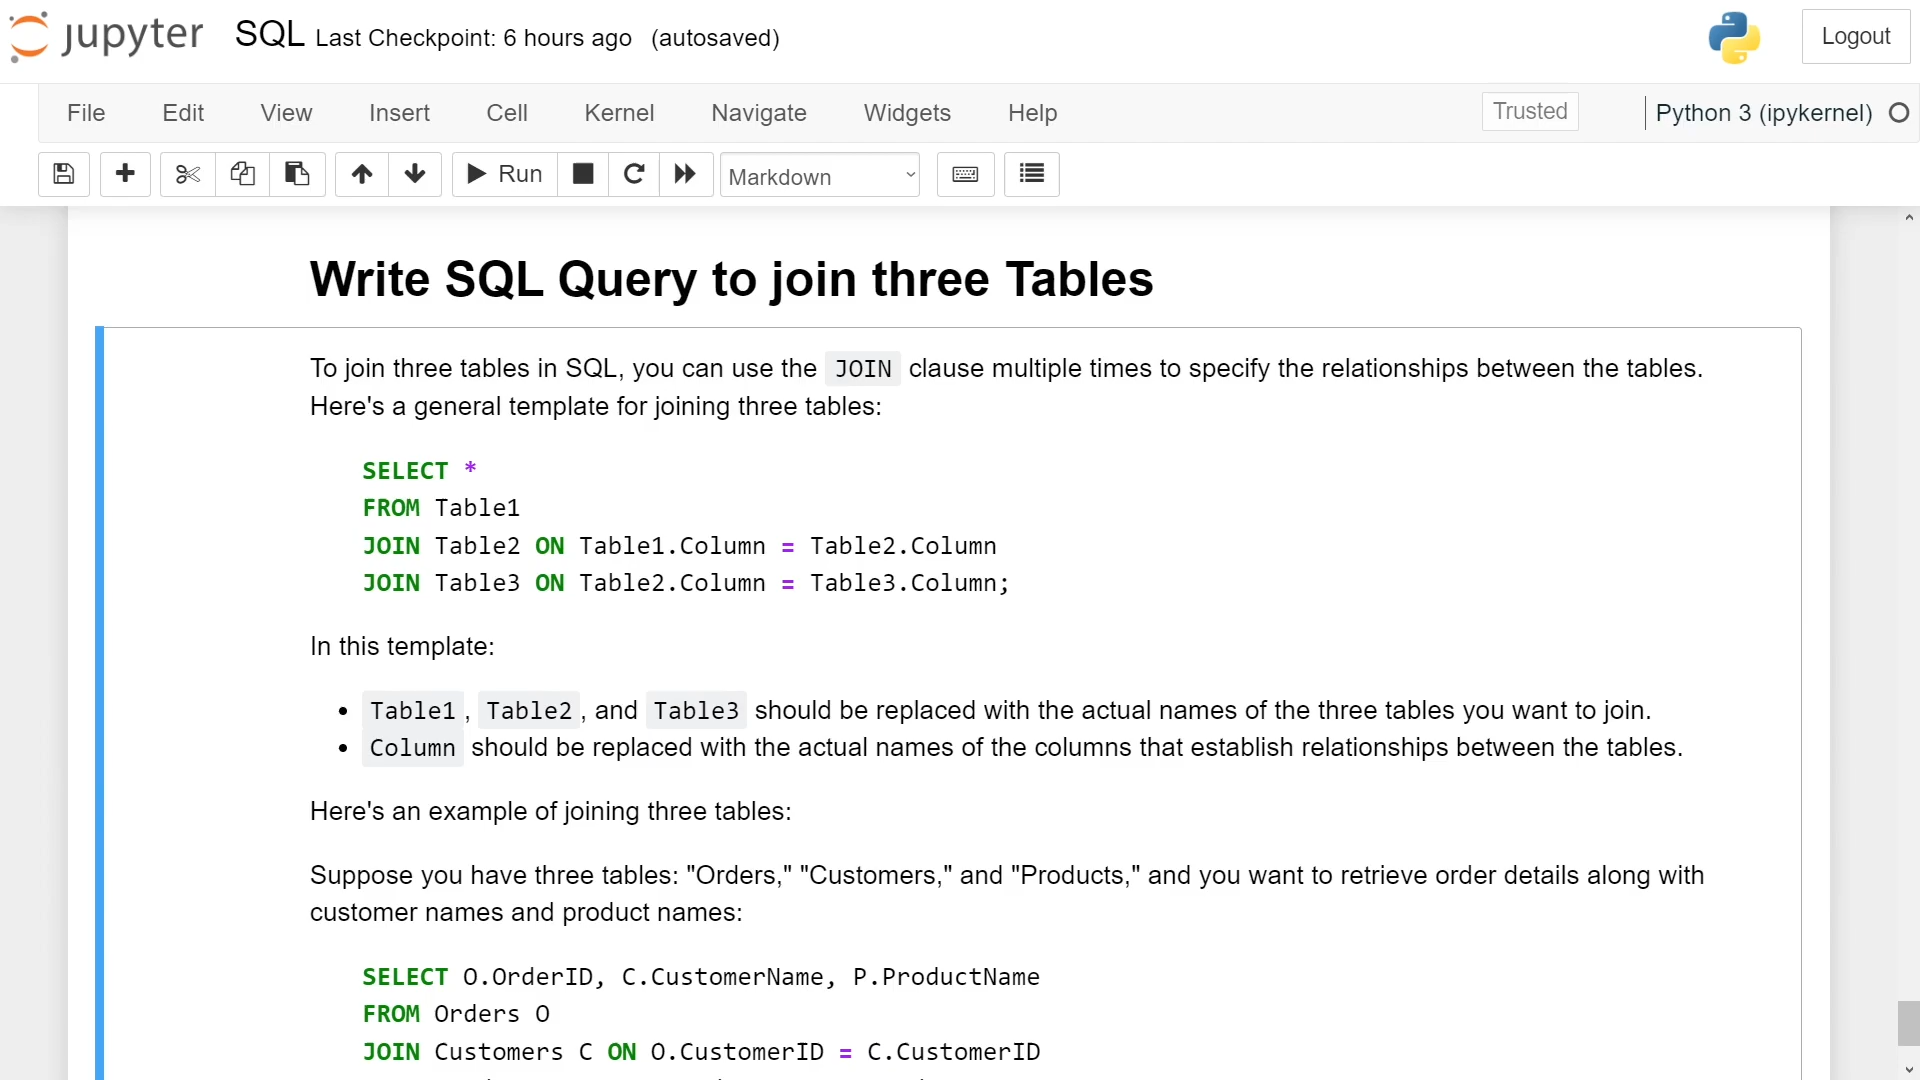 jupyter SQL Last Checkpoint: 6 hours ago (autosaved) Logout
File Edit View Insert Cell Kernel Navigate Widgets Help Trusted Python 3 (ipykernel)
Run Markdown
Write SQL Query to join three Tables
To join three tables in SQL, you can use the JOIN clause multiple times to specify the relationships between the tables.
Here's a general template for joining three tables:
SELECT *
FROM Table1
JOIN Table2 ON Table1.Column = Table2.Column
JOIN Table3 ON Table2.Column = Table3.Column;
In this template:
• Table1, Table2, and Table3 should be replaced with the actual names of the three tables you want to join.
• Column should be replaced with the actual names of the columns that establish relationships between the tables.
Here's an example of joining three tables:
Suppose you have three tables: "Orders," "Customers," and "Products," and you want to retrieve order details along with
customer names and product names:
SELECT O.OrderID, C.CustomerName, P.ProductName
FROM Orders O
JOIN Customers C ON O.CustomerID = C.CustomerID